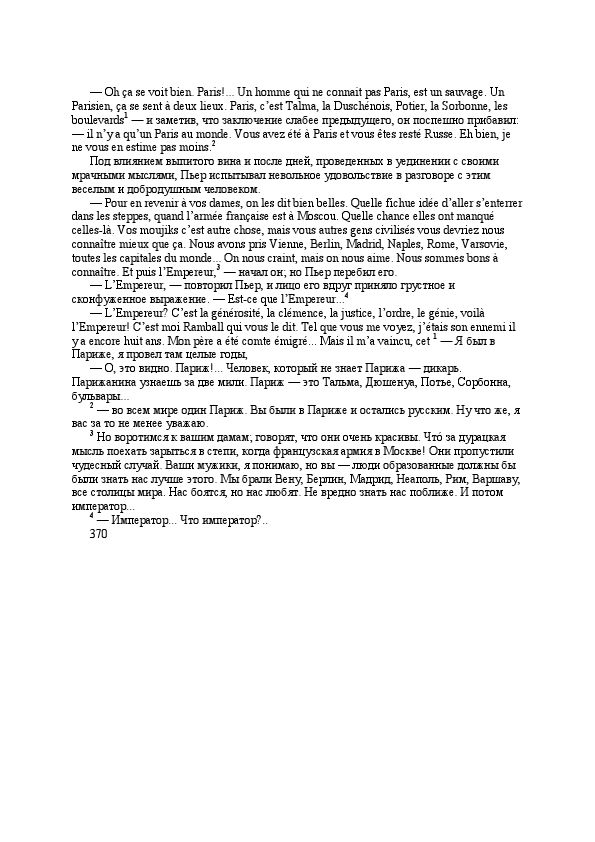 — Oh ça se voit bien. Paris!... Un homme qui ne connait pas Paris, est un sauvage. Un
Parisien, ça se sent à deux lieux. Paris, c’est Talma, la Duschénois, Potier, la Sorbonne, les
boulevards¹ — и заметив, что заключение слабее предыдущего, он поспешно прибавил:
— il n’y a qu’un Paris au monde. Vous avez été à Paris et vous êtes resté Russe. Eh bien, je
ne vous en estime pas moins.²
Под влиянием выпитого вина и после дней, проведенных в уединении с своими
мрачными мыслями, Пьер испытывал невольное удовольствие в разговоре с этим
веселым и добродушным человеком.
— Pour en revenir à vos dames, on les dit bien belles. Quelle fichue idée d’aller s’enterrer
dans les steppes, quand l’armée française est à Moscou. Quelle chance elles ont manqué
celles-là. Vos moujiks c’est autre chose, mais vous autres gens civilisés vous devriez nous
connaître mieux que ça. Nous avons pris Vienne, Berlin, Madrid, Naples, Rome, Varsovie,
toutes les capitales du monde... On nous craint, mais on nous aime. Nous sommes bons à
connaître. Et puis l’Empereur,³ — начал он; но Пьер перебил его.
— L’Empereur, — повторил Пьер, и лицо его вдруг приняло грустное и
сконфуженное выражение. — Est-ce que l’Empereur...⁴
— L’Empereur? C’est la générosité, la clémence, la justice, l’ordre, le génie, voilà
l’Empereur! C’est moi Ramball qui vous le dit. Tel que vous me voyez, j’étais son ennemi il
y a encore huit ans. Mon père a été comte émigré... Mais il m’a vaincu, cet ¹ — Я был в
Париже, я провел там целые годы,
— О, это видно. Париж!... Человек, который не знает Парижа — дикарь.
Парижанина узнаешь за две мили. Париж — это Тальма, Дюшенуа, Потье, Сорбонна,
бульвары...
² — во всем мире один Париж. Вы были в Париже и остались русским. Ну что же, я
вас за то не менее уважаю.
³ Но воротимся к вашим дамам; говорят, что они очень красивы. Что́ за дурацкая
мысль поехать зарыться в степи, когда французская армия в Москве! Они пропустили
чудесный случай. Ваши мужики, я понимаю, но вы — люди образованные должны бы
были знать нас лучше этого. Мы брали Вену, Берлин, Мадрид, Неаполь, Рим, Варшаву,
все столицы мира. Нас боятся, но нас любят. Не вредно знать нас поближе. И потом
император...
⁴ — Император... Что император?..
370